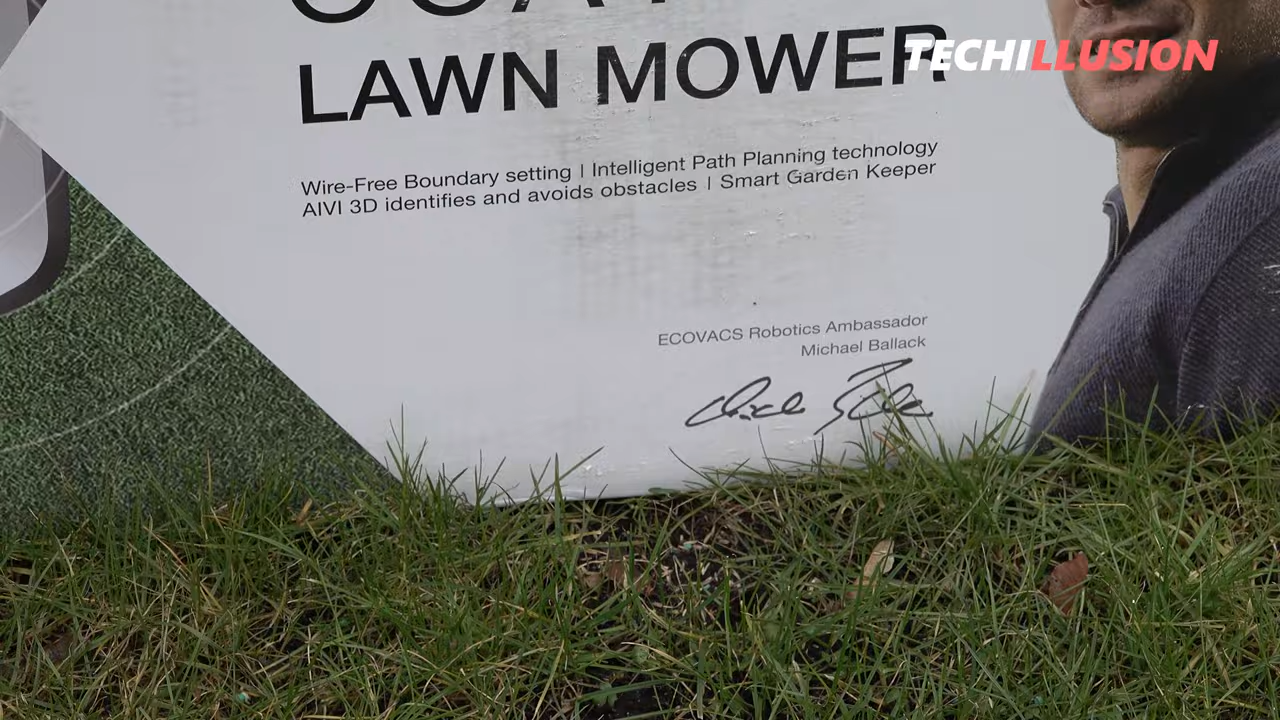 LAWN MOWER
TECHILLUSION
Wire-Free Boundary setting | Intelligent Path Planning technology
AIVI 3D identifies and avoids obstacles | Smart Garden Keeper
ECOVACS Robotics Ambassador
Michael Ballack